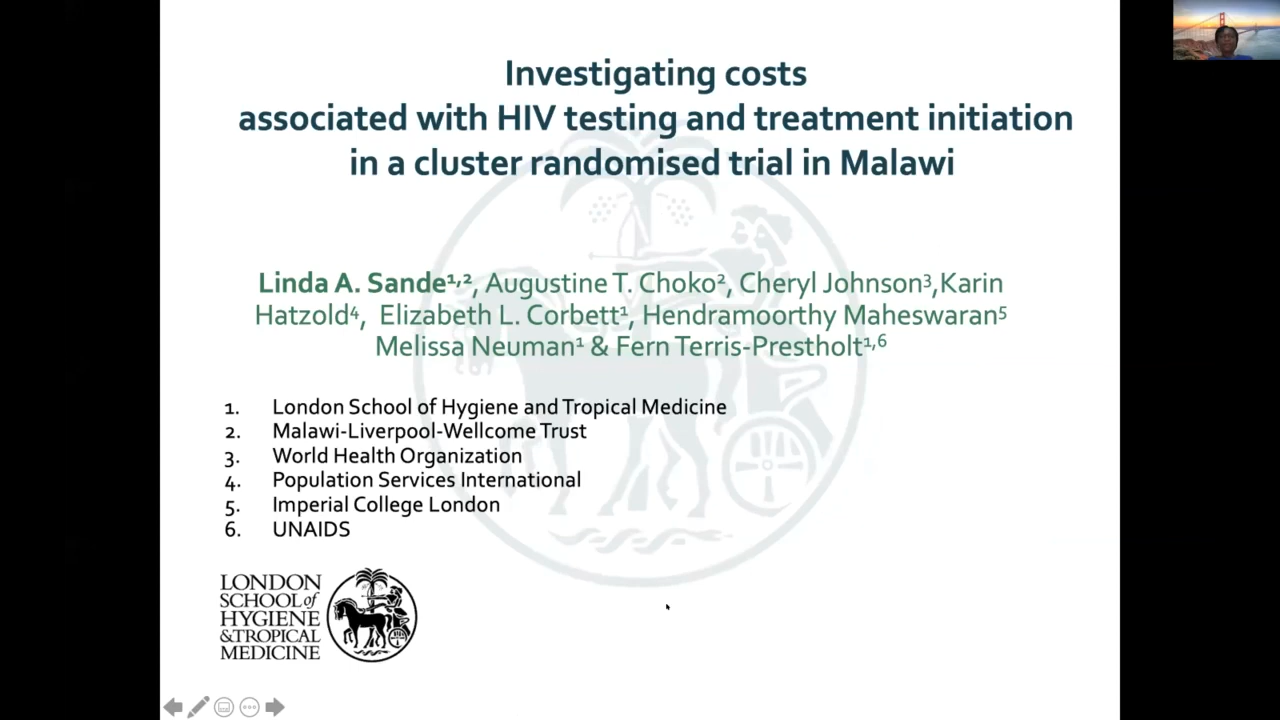 Investigating costs
associated with HIV testing and treatment initiation
in a cluster randomised trial in Malawi
Linda A. Sande1,2, Augustine T. Choko2, Cheryl Johnson3,Karin
Hatzold4, Elizabeth L. Corbett1, Hendramoorthy Maheswaran5
Melissa Neuman1 & Fern Terris-Prestholt1,6
1. London School of Hygiene and Tropical Medicine
2. Malawi-Liverpool-Wellcome Trust
3. World Health Organization
4. Population Services International
5. Imperial College London
6. UNAIDS
LONDON
SCHOOL of
HYGIENE
&TROPICAL
MEDICINE